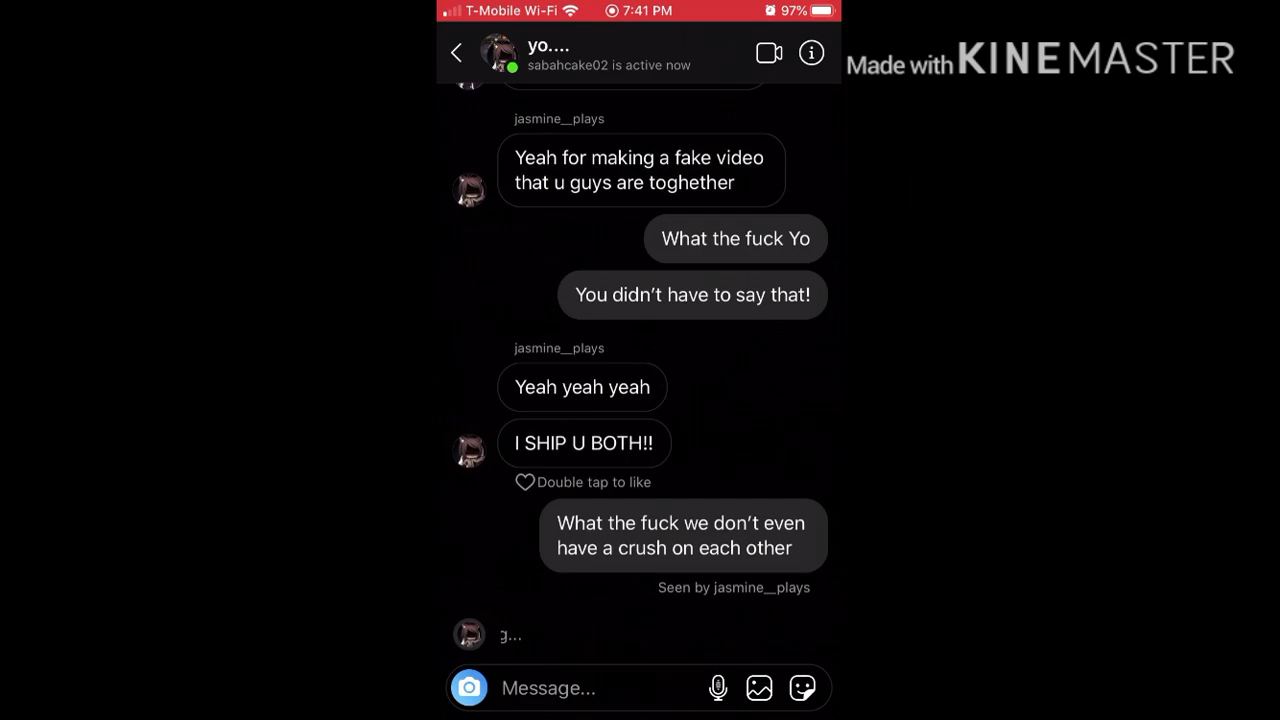 T-Mobile Wi-Fi 7:41 PM 97%
yo....
sabahcake02 is active now
Made with KINEMASTER
jasmine__plays
Yeah for making a fake video
that u guys are toghether
What the fuck Yo
You didn't have to say that!
jasmine__plays
Yeah yeah yeah
I SHIP U BOTH!!
Double tap to like
What the fuck we don't even
have a crush on each other
Seen by jasmine__plays
g...
Message...